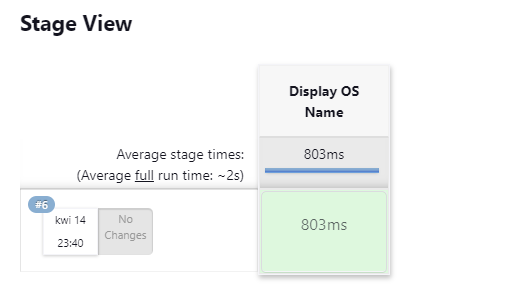 Stage View
Display OS
Name
Average stage times:
803ms
(Average full run time: ~2s)
#6
kwi 14
23:40
No
Changes
803ms